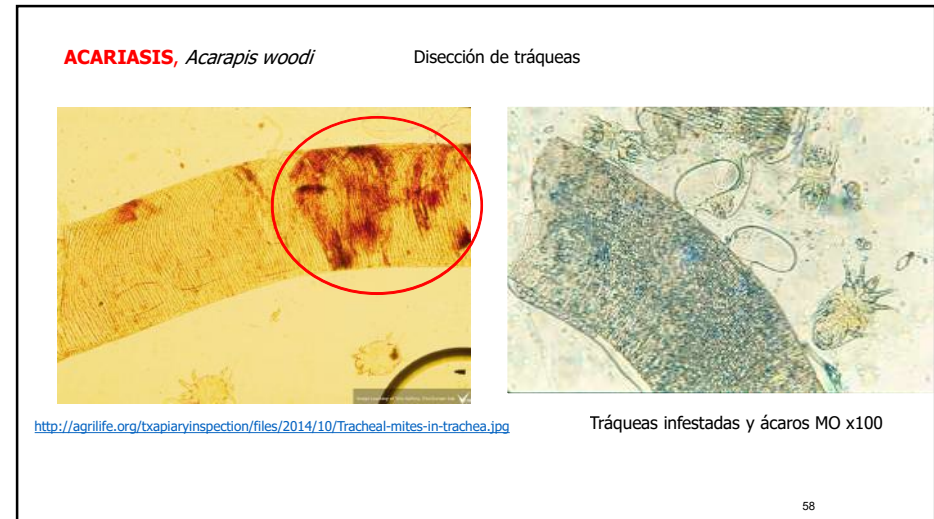 ACARIASIS, Acarapis woodi
Disección de tráqueas
http://agrilife.org/txapiaryinspection/files/2014/10/Tracheal-mites-in-trachea.jpg
Tráqueas infestadas y ácaros MO x100
58